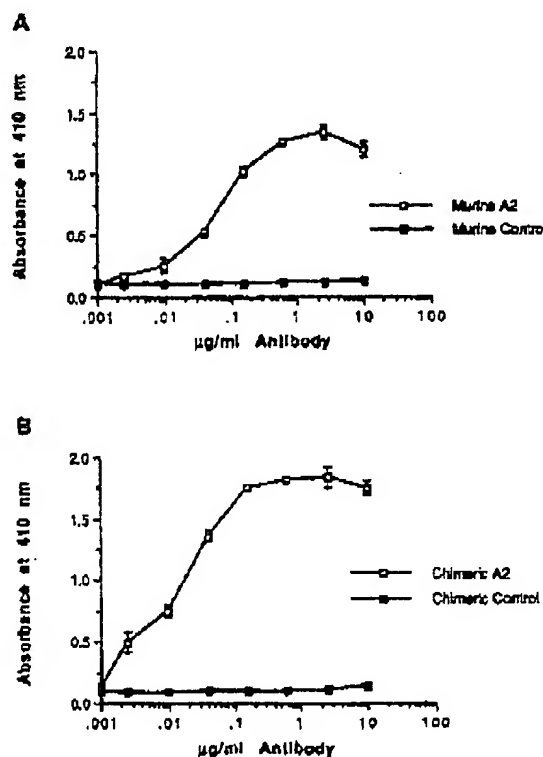 A
Absorbance at 410 nm
2.0
1.5
1.0
0.5
0.0
.001
.01
.1
1
10
100
µg/ml Antibody
Murine A2
Murine Control
B
Absorbance at 410 nm
2.0
1.5
1.0
0.5
0.0
.001
.01
.1
1
10
100
µg/ml Antibody
Chimeric A2
Chimeric Control